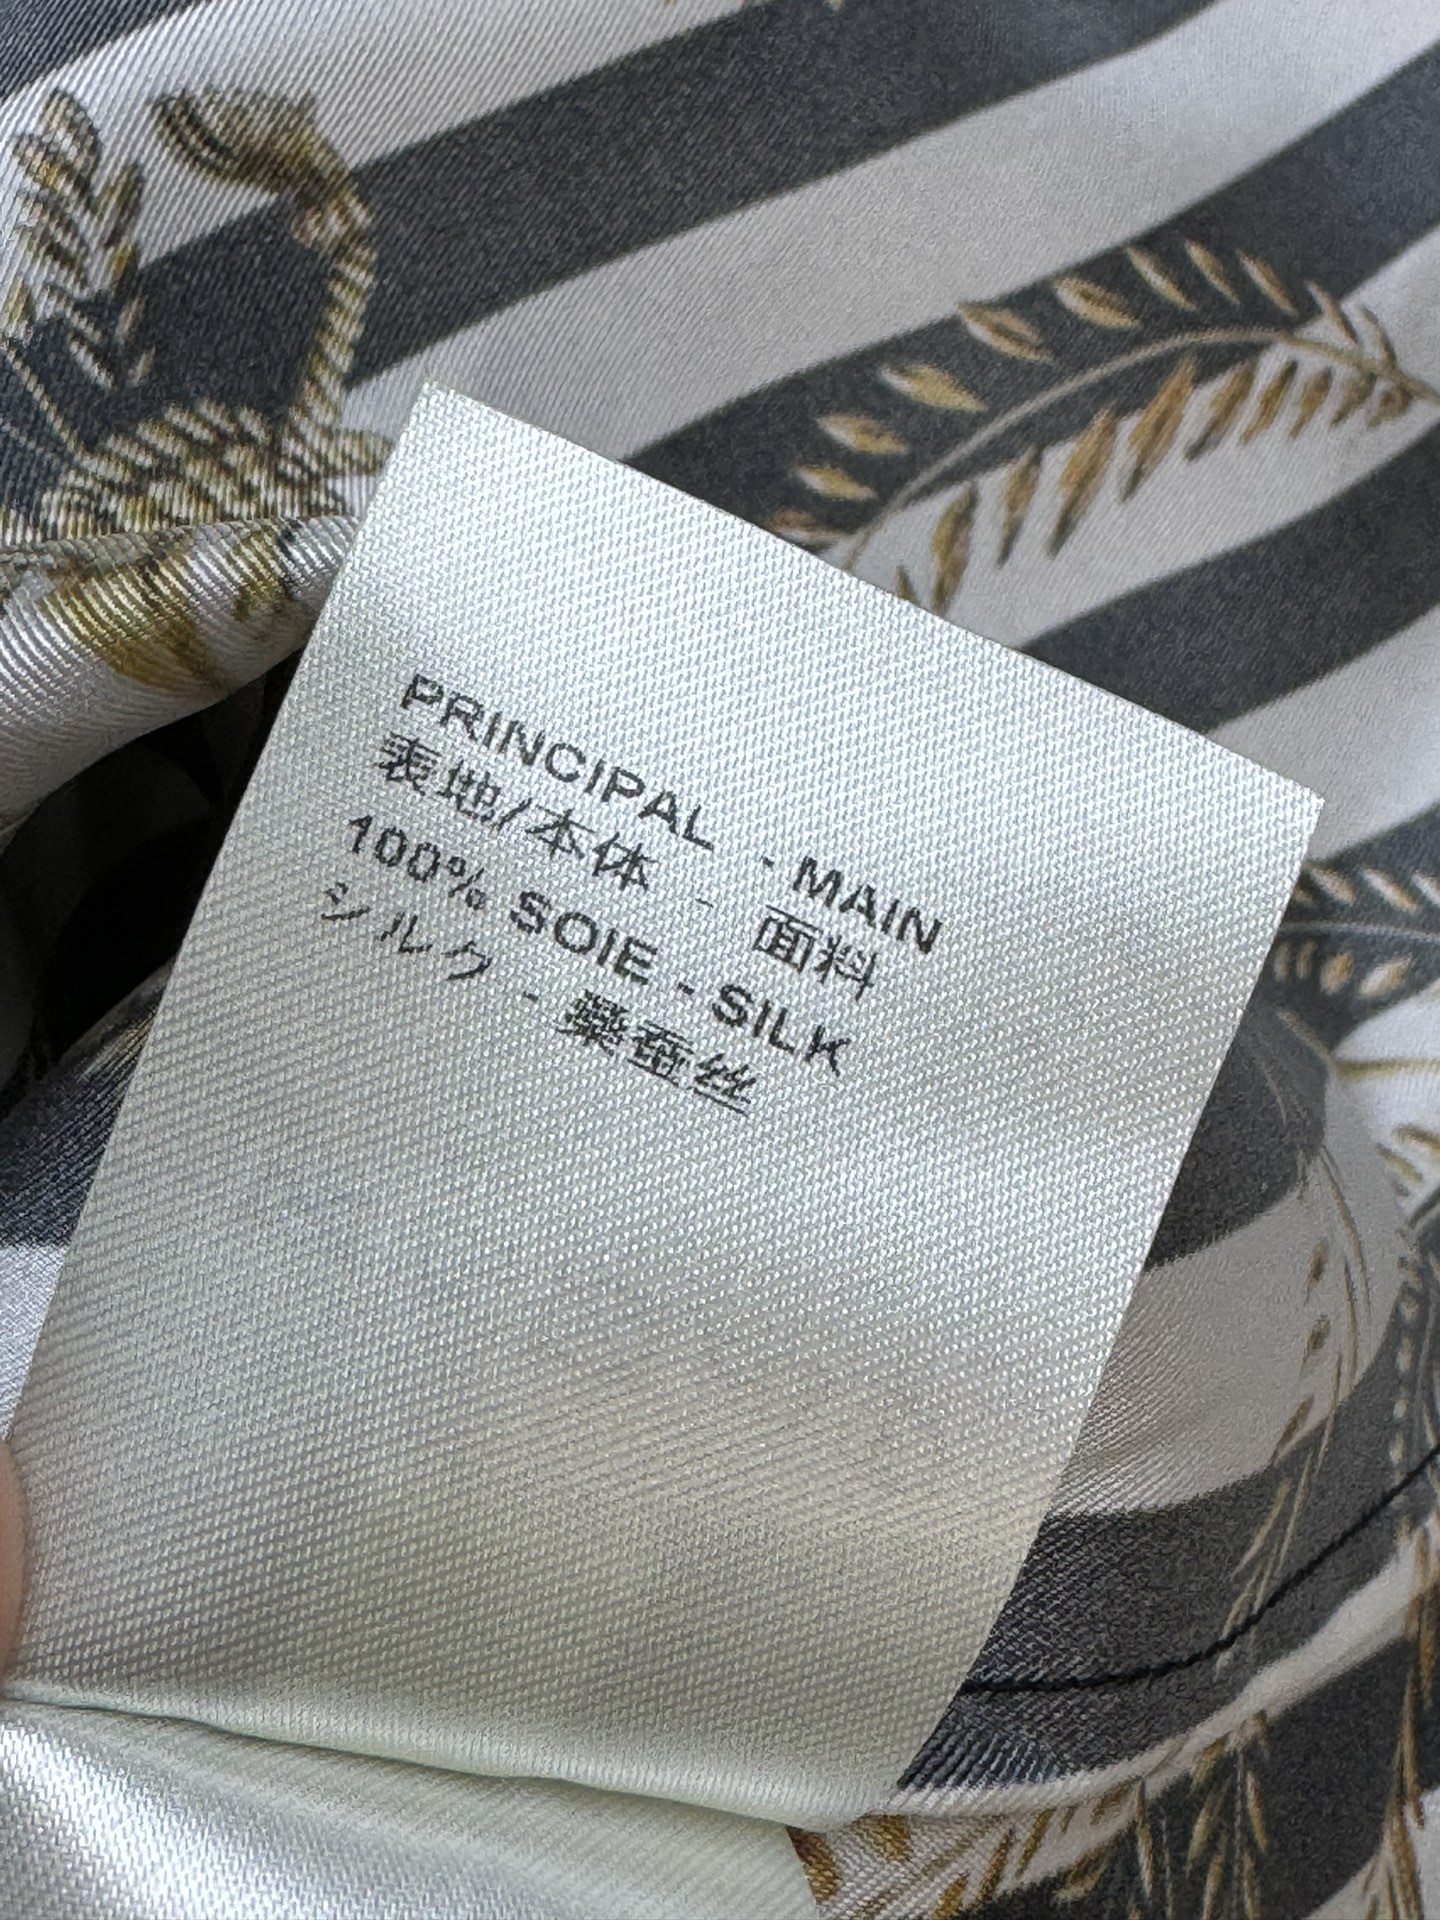 PRINCIPAL - MAIN
表地/本体 - 面料
100% SOIE - SILK
シルク - 桑蚕丝